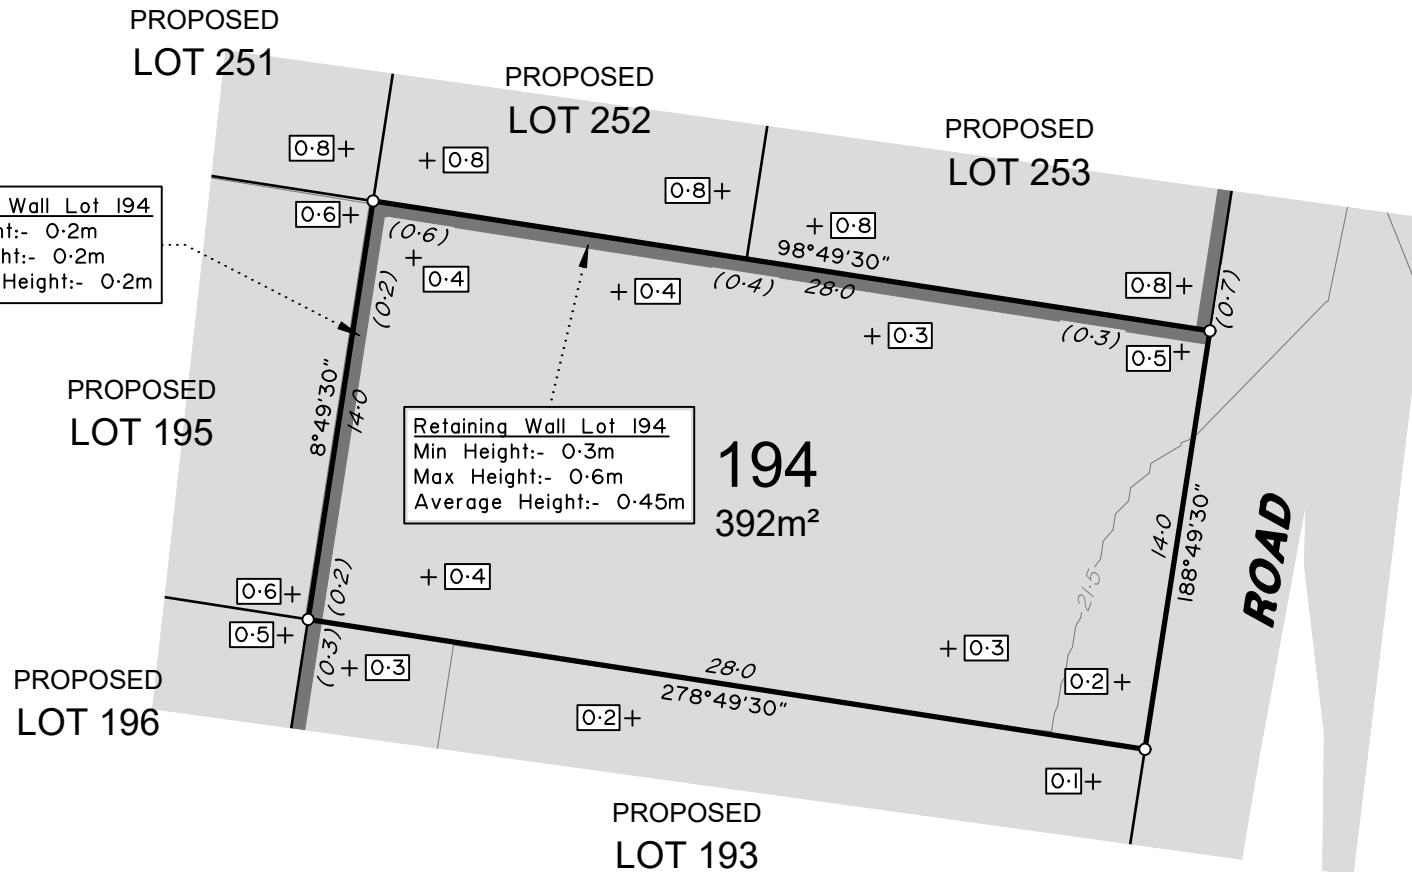 PROPOSED
LOT 251
PROPOSED
LOT 252
PROPOSED
LOT 253
0·8
0·8
0·8
0·8
0·8
0·6
Wall Lot 194
ht:- 0·2m
ht:- 0·2m
Height:- 0·2m
(0·6)
0·4
(0·2)
0·4
(0·4)
98°49'30"
28·0
0·3
(0·3)
0·5
(0·7)
PROPOSED
LOT 195
8°49'30"
14·0
Retaining Wall Lot 194
Min Height:- 0·3m
Max Height:- 0·6m
Average Height:- 0·45m
194
392m²
14·0
188°49'30"
ROAD
21·5
0·6
(0·2)
0·4
0·5
(0·3)
0·3
0·3
0·2
28·0
278°49'30"
0·2
0·1
PROPOSED
LOT 196
PROPOSED
LOT 193